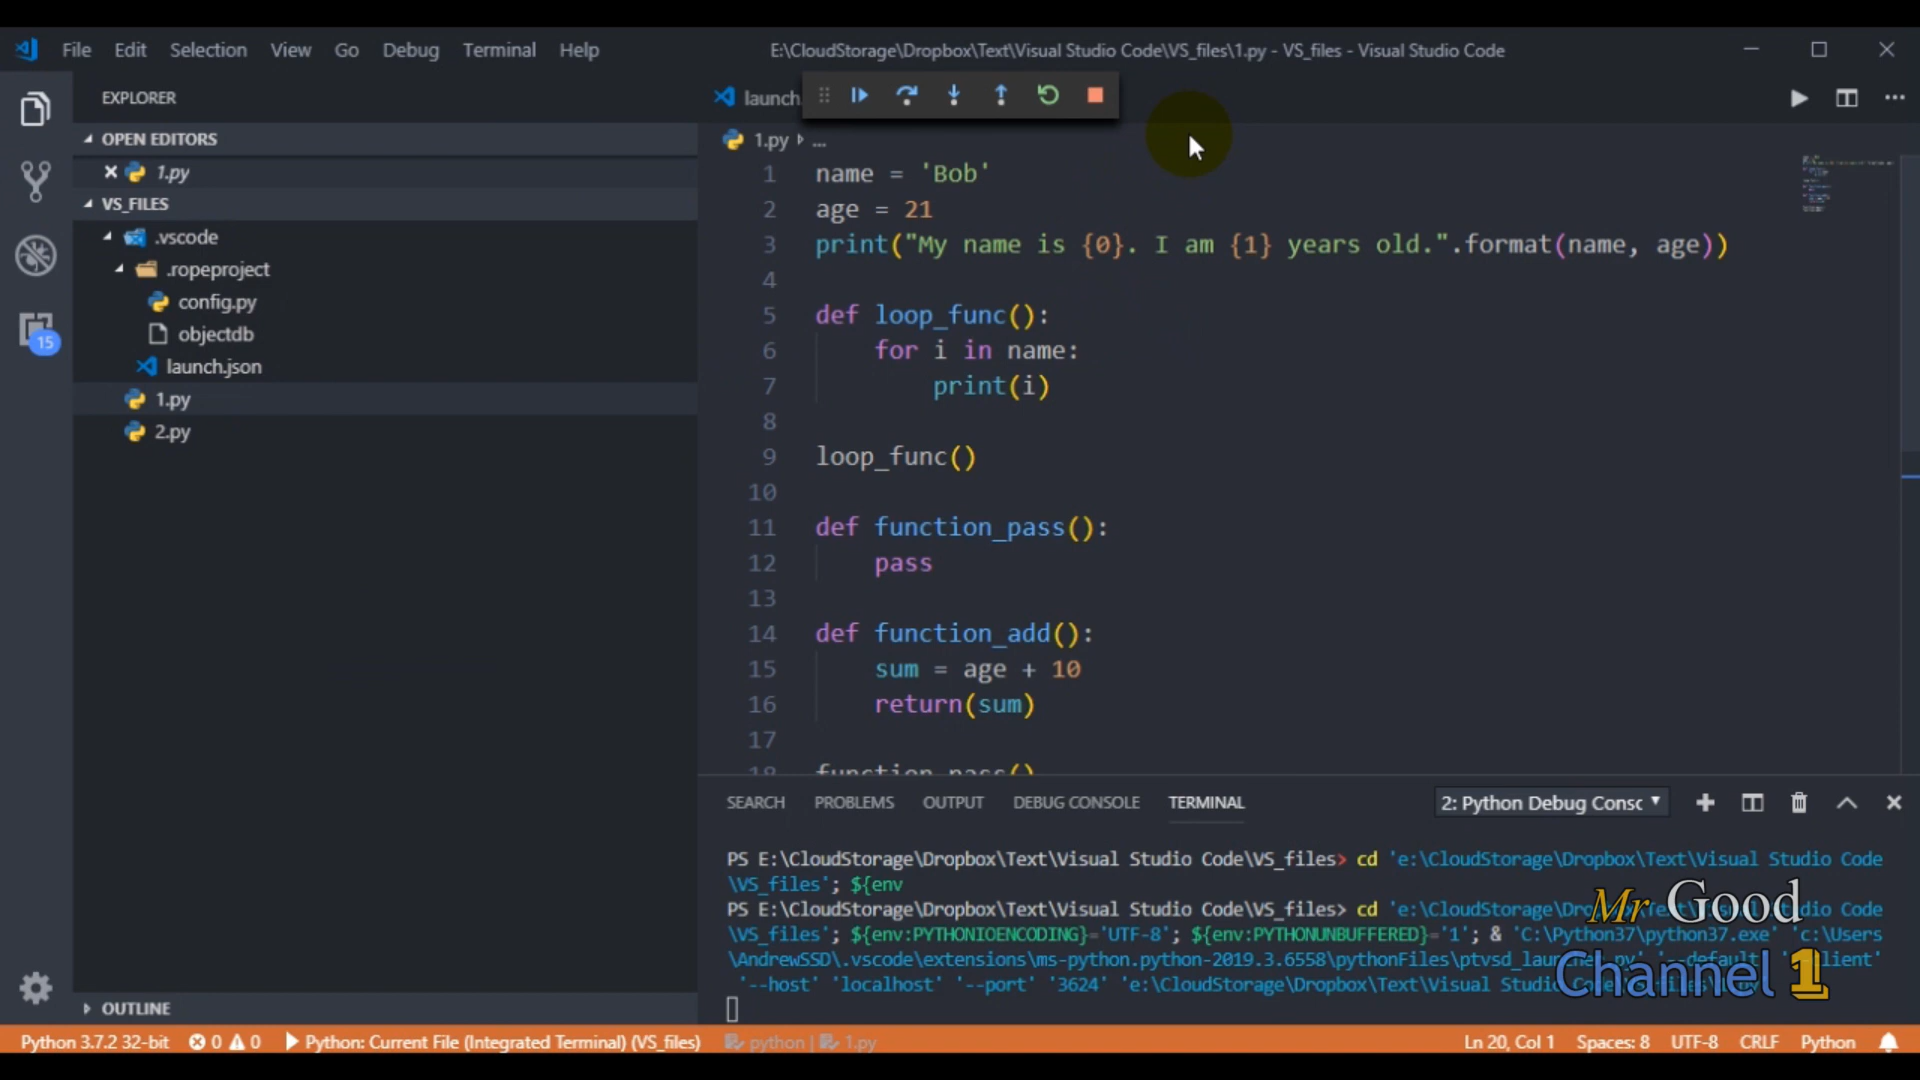 File Edit Selection View Go Debug Terminal Help
E:\CloudStorage\Dropbox\Text\Visual Studio Code\VS_files\1.py - VS_files - Visual Studio Code
EXPLORER
OPEN EDITORS
1.py
VS_FILES
.vscode
.ropeproject
config.py
objectdb
launch.json
1.py
2.py
15
OUTLINE
launch.
1.py ...
1 name = 'Bob'
2 age = 21
3 print("My name is {0}. I am {1} years old.".format(name, age))
4
5 def loop_func():
6 for i in name:
7 print(i)
8
9 loop_func()
10
11 def function_pass():
12 pass
13
14 def function_add():
15 sum = age + 10
16 return(sum)
17
18 function_pass()
SEARCH PROBLEMS OUTPUT DEBUG CONSOLE TERMINAL
2: Python Debug Consc
PS E:\CloudStorage\Dropbox\Text\Visual Studio Code\VS_files> cd 'e:\CloudStorage\Dropbox\Text\Visual Studio Code
\VS_files'; ${env
PS E:\CloudStorage\Dropbox\Text\Visual Studio Code\VS_files> cd 'e:\CloudStorage\Dropbox\Text\Visual Studio Code
\VS_files'; ${env:PYTHONIOENCODING}='UTF-8'; ${env:PYTHONUNBUFFERED}='1'; & 'C:\Python37\python37.exe' 'c:\Users
\AndrewSSD\.vscode\extensions\ms-python.python-2019.3.6558\pythonFiles\ptvsd_launcher.py' '--default' '--client'
'--host' 'localhost' '--port' '3624' 'e:\CloudStorage\Dropbox\Text\Visual Studio
Mr Good
Channel 1
Python 3.7.2 32-bit 0 0 Python: Current File (Integrated Terminal) (VS_files) python | 1.py
Ln 20, Col 1 Spaces: 8 UTF-8 CRLF Python